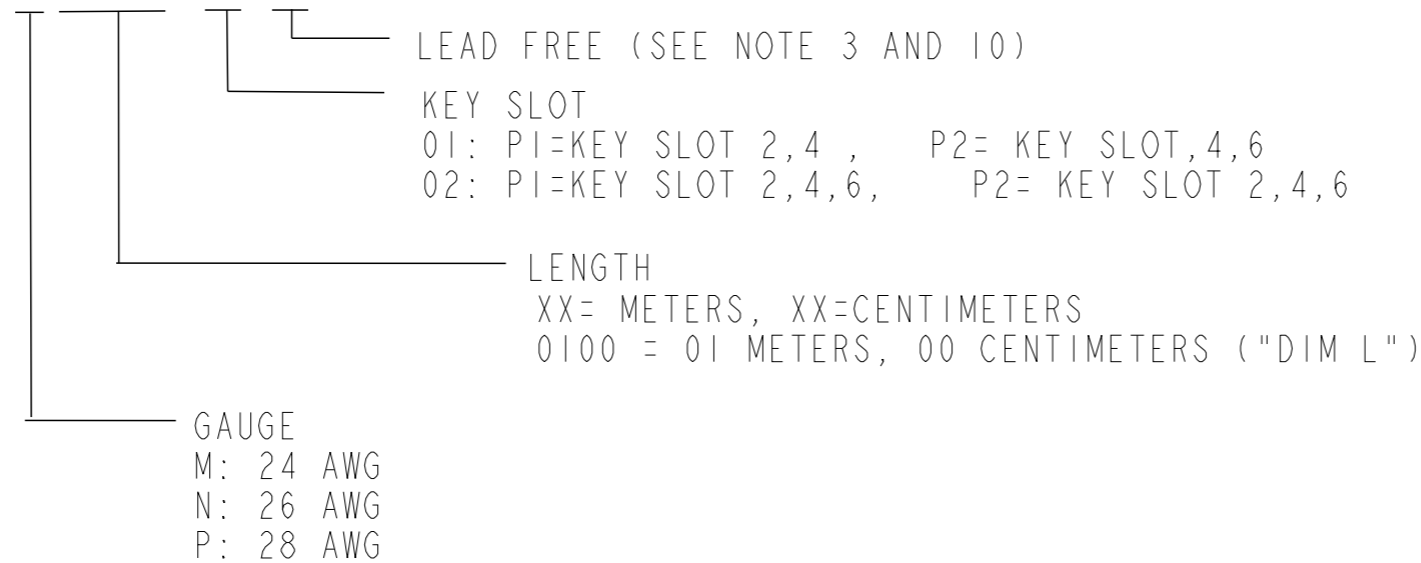 LEAD FREE (SEE NOTE 3 AND 10)
KEY SLOT
01: P1=KEY SLOT 2,4 , P2= KEY SLOT,4,6
02: P1=KEY SLOT 2,4,6, P2= KEY SLOT 2,4,6
LENGTH
XX= METERS, XX=CENTIMETERS
0100 = 01 METERS, 00 CENTIMETERS ("DIM L")
GAUGE
M: 24 AWG
N: 26 AWG
P: 28 AWG